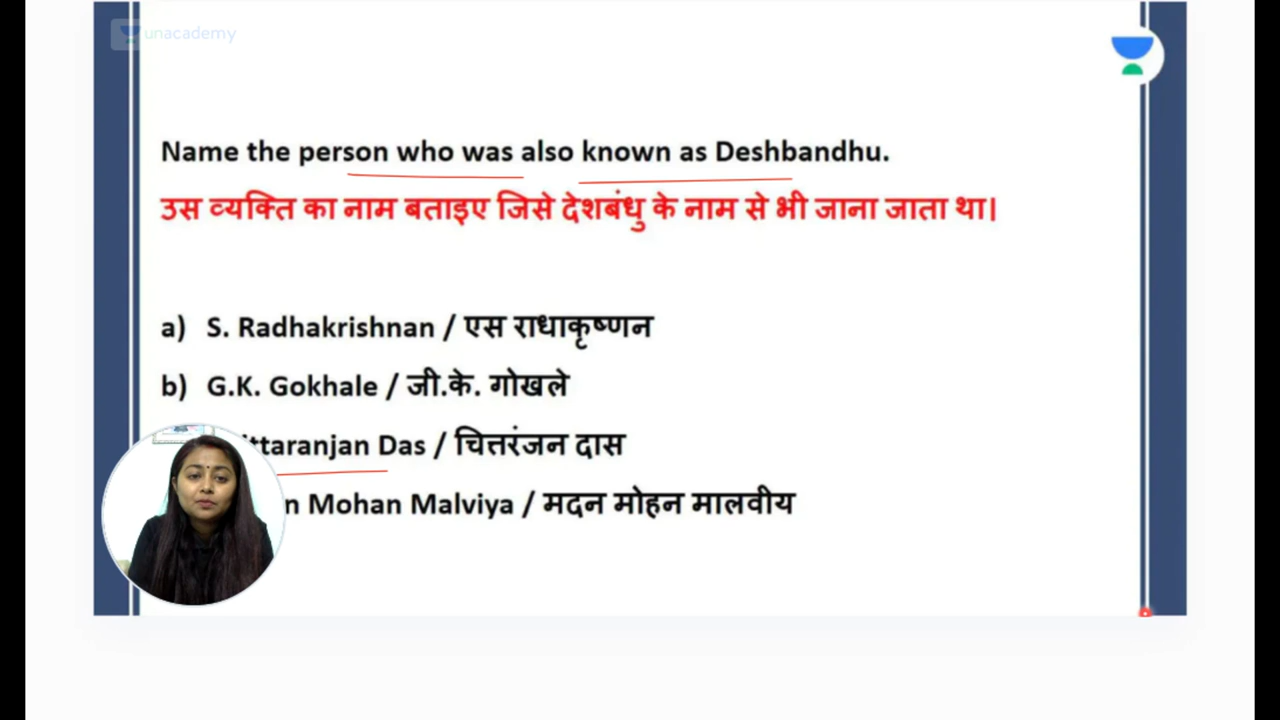 unacademy
Name the person who was also known as Deshbandhu.
उस व्यक्ति का नाम बताइए जिसे देशबंधु के नाम से भी जाना जाता था।
a) S. Radhakrishnan / एस राधाकृष्णन
b) G.K. Gokhale / जी.के. गोखले
Das / चित्तरंजन दास
Mohan Malviya / मदन मोहन मालवीय